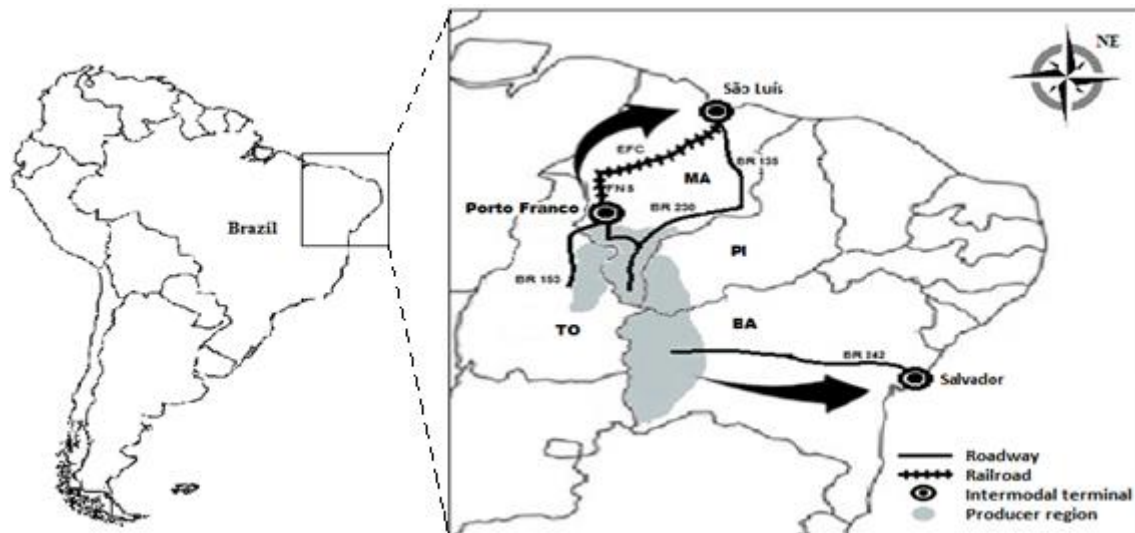 NE
São Luís
EFC
BR 135
MA
FNS
Porto Franco
BR 230
Brazil
PI
BR 153
TO
BA
BR 242
Salvador
Roadway
Railroad
Intermodal terminal
Producer region